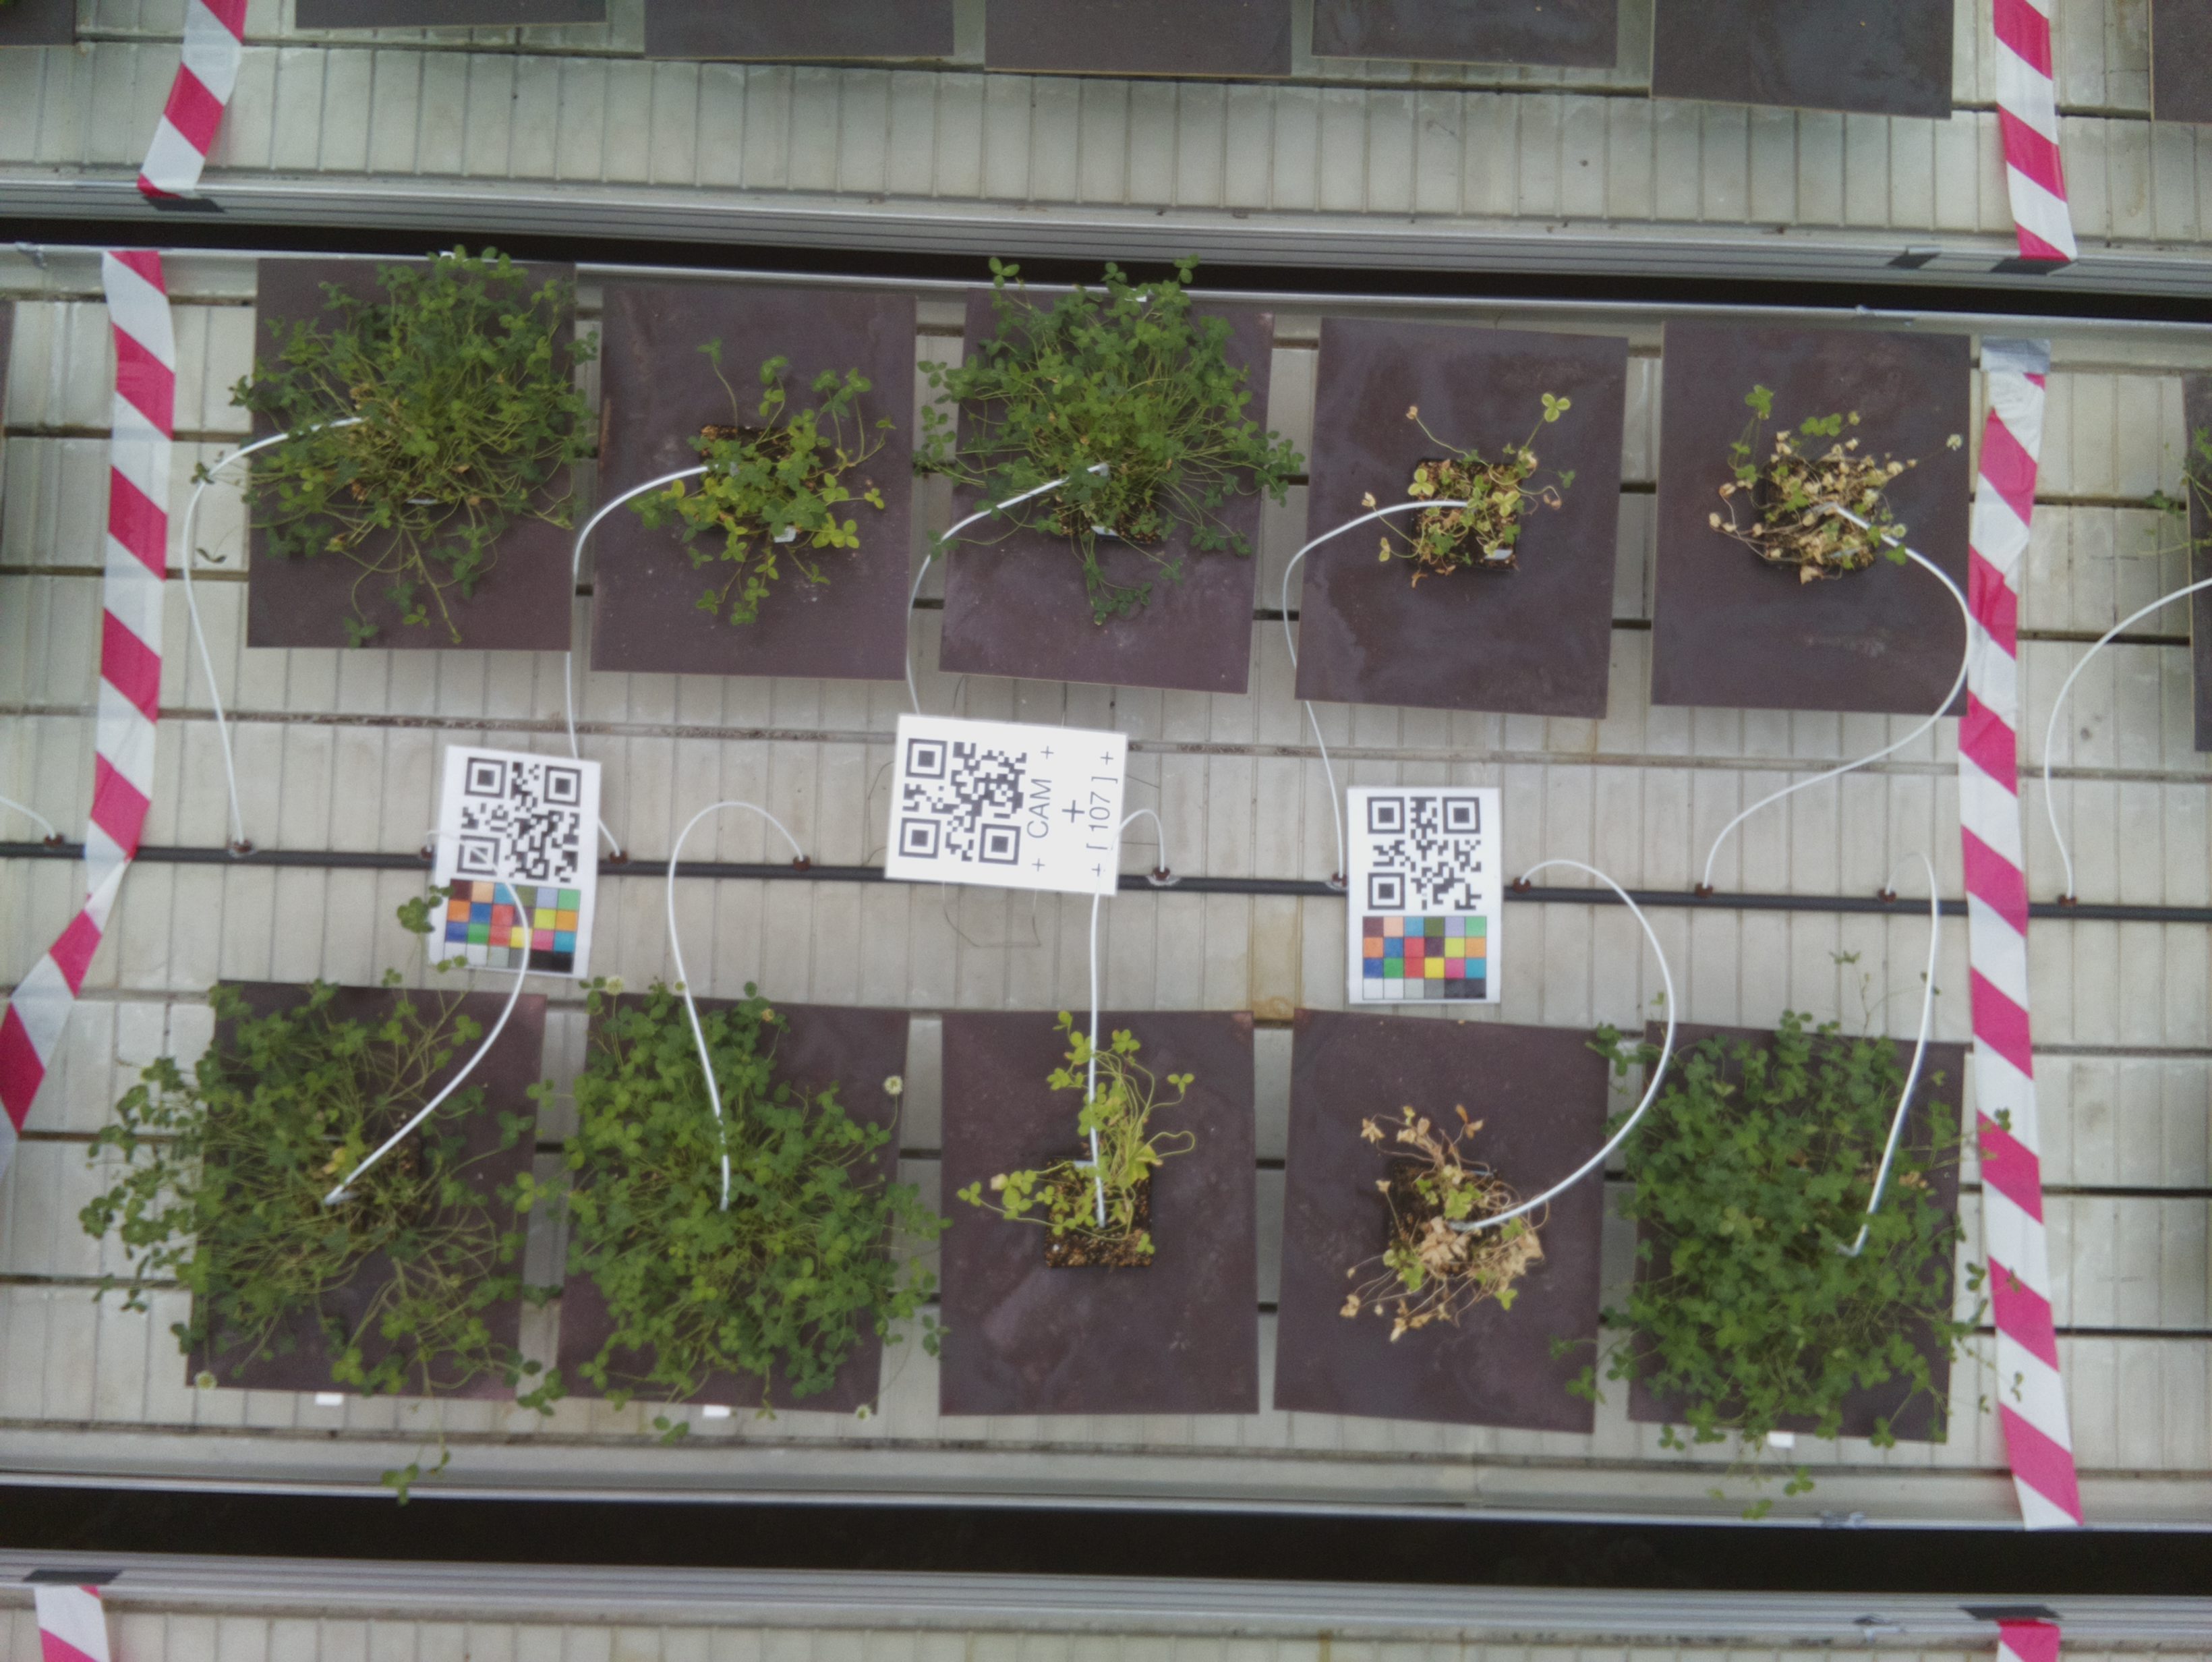 + CAM +
+
+ [ 107 ] +